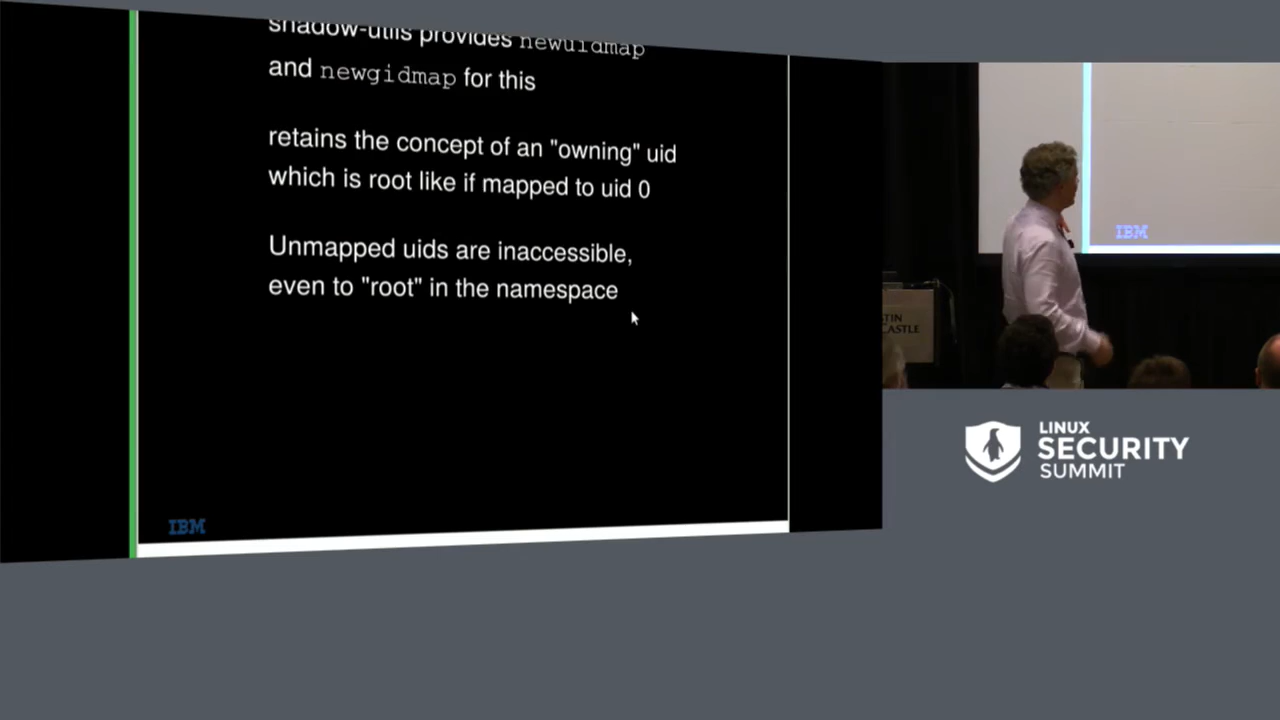 shadow-utils provides newuidmap
and newgidmap for this
retains the concept of an "owning" uid
which is root like if mapped to uid 0
Unmapped uids are inaccessible,
even to "root" in the namespace
IBM
IBM
TIN
CASTLE
LINUX
SECURITY
SUMMIT